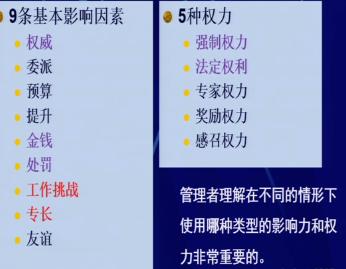 9条基本影响因素
权威
委派
预算
提升
金钱
处罚
工作挑战
专长
友谊
5种权力
强制权力
法定权利
专家权力
奖励权力
感召权力
管理者理解在不同的情形下
使用哪种类型的影响力和权
力非常重要的。